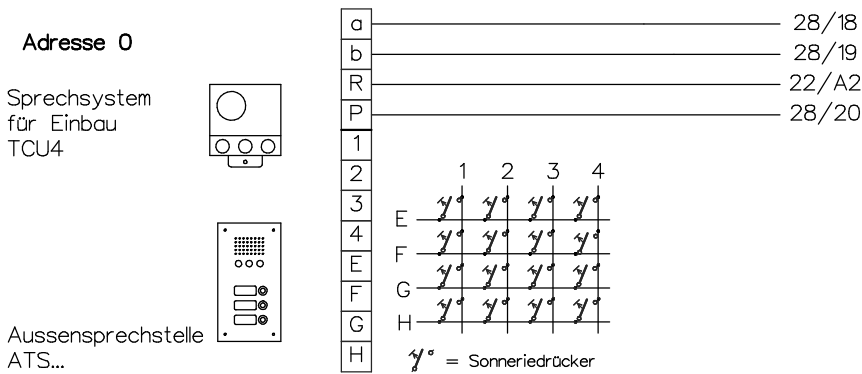 Adresse 0
Sprechsystem
für Einbau
TCU4
Aussensprechstelle
ATS...
a 28/18
b 28/19
R 22/A2
P 28/20
1
2
3
4
E
F
G
H
1 2 3 4
E
F
G
H
= Sonneriedrücker